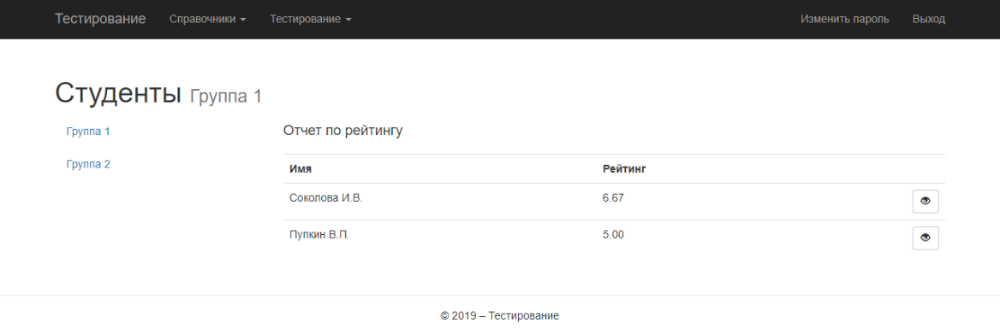 Тестирование Справочники Тестирование Изменить пароль Выход
Студенты Группа 1
Группа 1
Группа 2
Отчет по рейтингу
Имя Рейтинг
Соколова И.В. 6.67
Пупкин В.П. 5.00
© 2019 – Тестирование